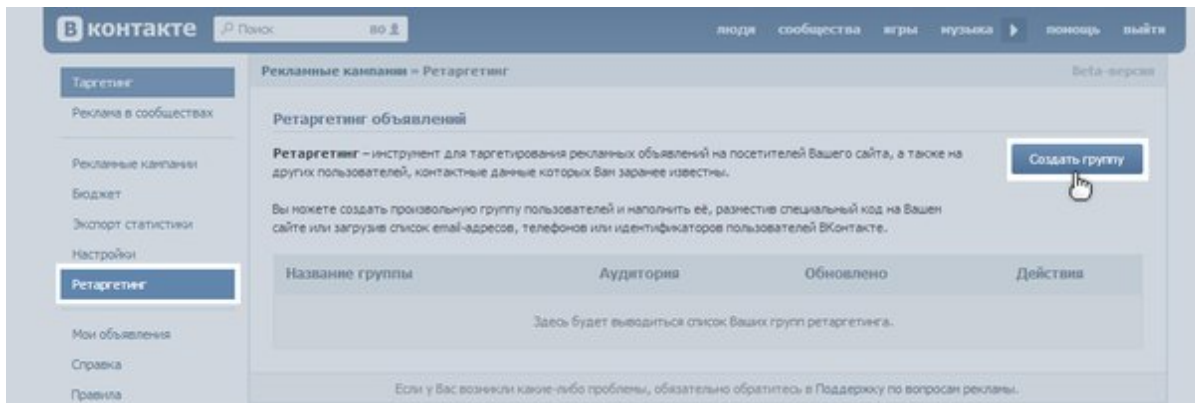 В контакте Поиск во люди сообщества игры музыка помощь выйти
Таргетинг
Реклама в сообществах
Рекламные кампании
Бюджет
Экспорт статистики
Настройки
Ретаргетинг
Мои объявления
Справка
Правила
Рекламные кампании » Ретаргетинг Beta-версия
Ретаргетинг объявлений
Ретаргетинг – инструмент для таргетирования рекламных объявлений на посетителей Вашего сайта, а также на
других пользователей, контактные данные которых Вам заранее известны.
Создать группу
Вы можете создать произвольную группу пользователей и наполнить её, разместив специальный код на Вашем
сайте или загрузив список email-адресов, телефонов или идентификаторов пользователей ВКонтакте.
Название группы Аудитория Обновлено Действия
Здесь будет выводиться список Ваших групп ретаргетинга.
Если у Вас возникли какие-либо проблемы, обязательно обратитесь в Поддержку по вопросам рекламы.